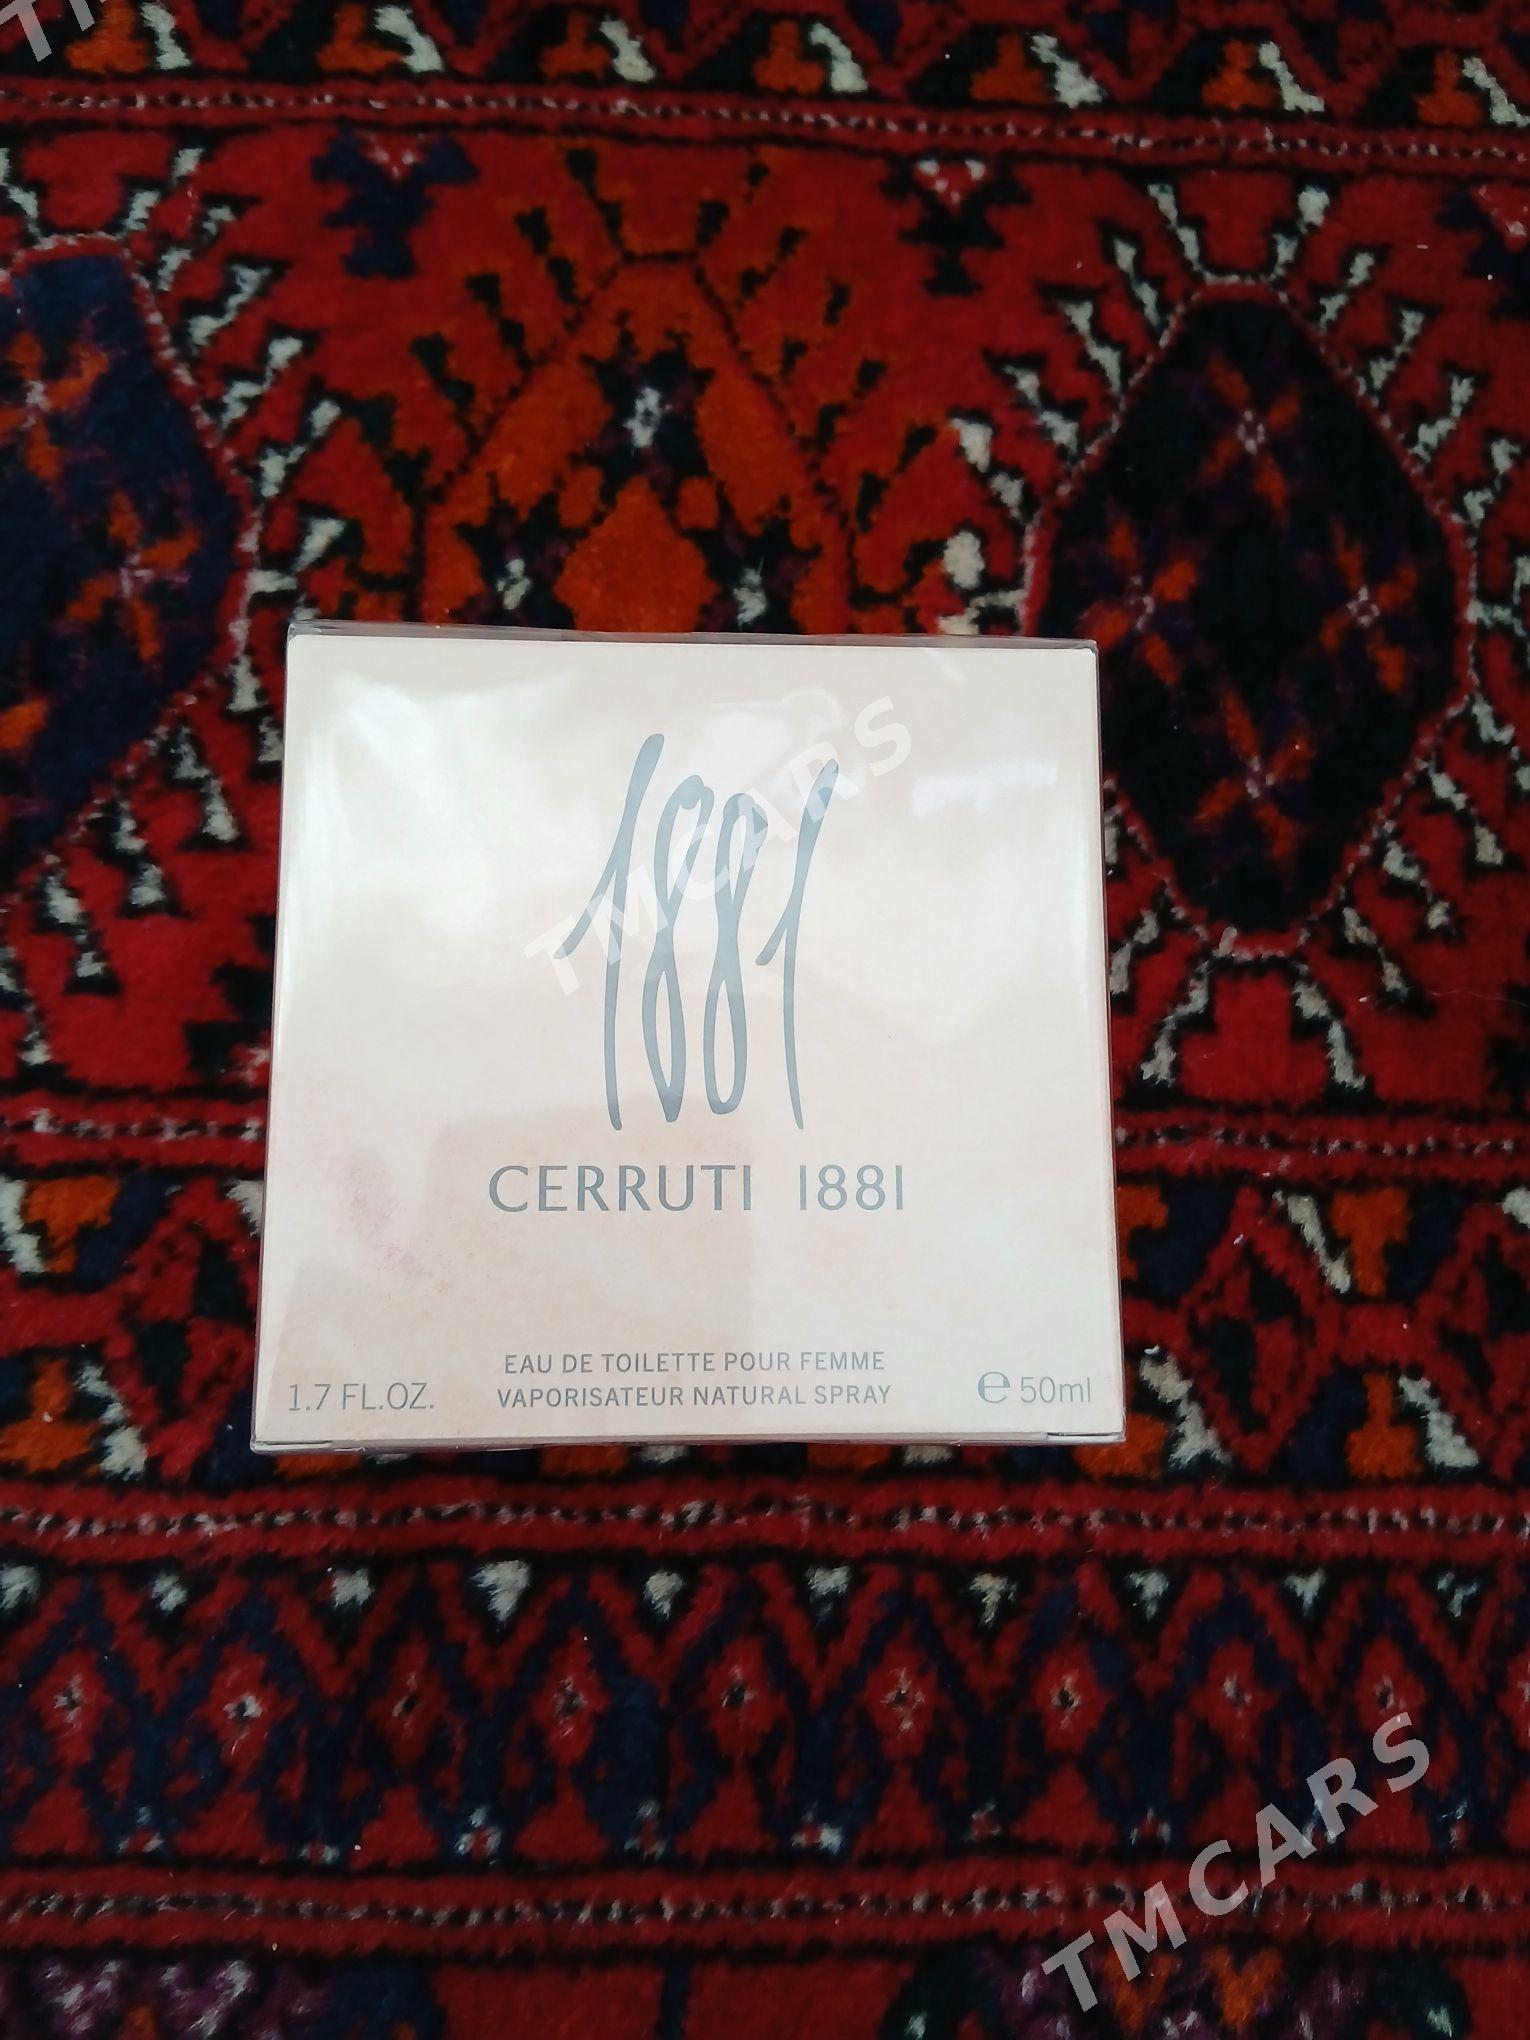 1881
TMCARS
CERRUTI 1881
EAU DE TOILETTE POUR FEMME
1.7 FL.OZ. VAPORISATEUR NATURAL SPRAY ℮ 50ml
TMCARS